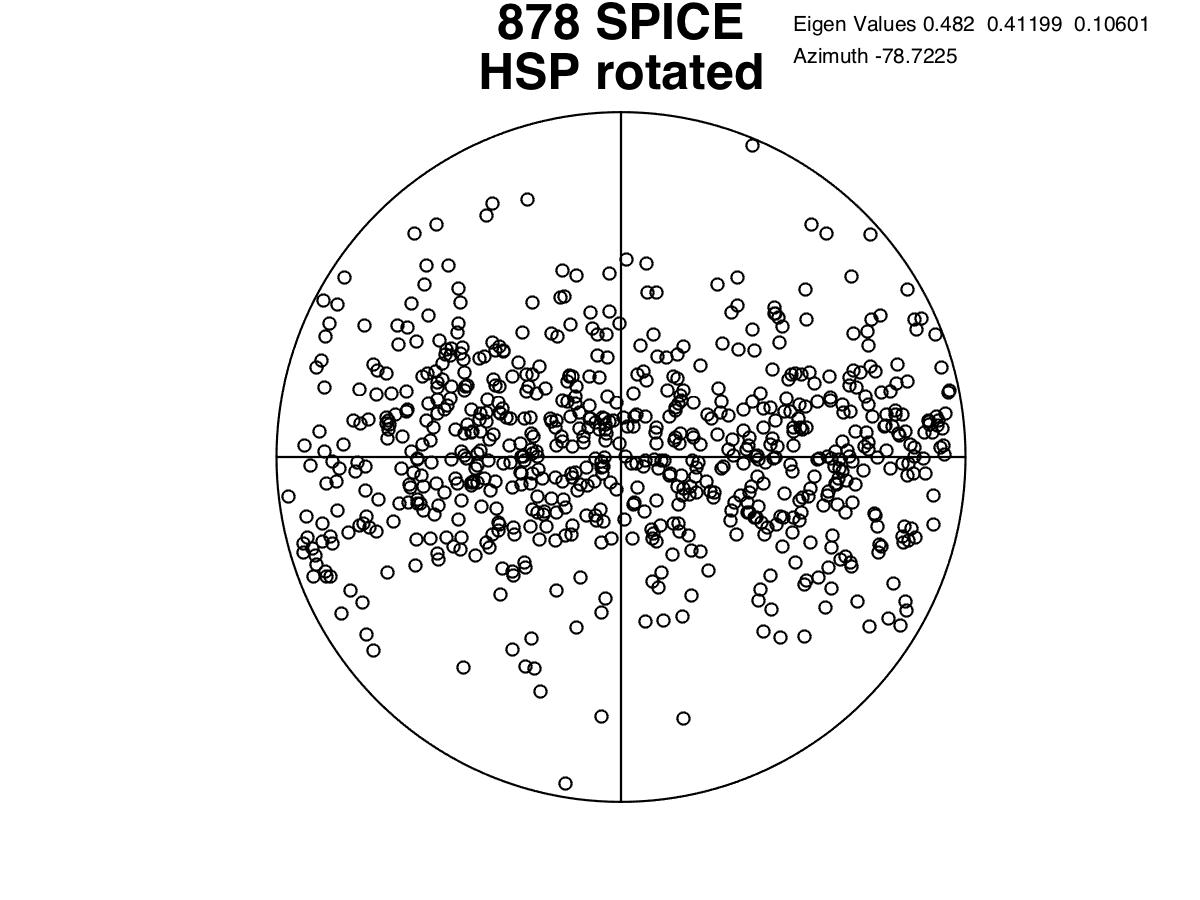 878 SPICE
HSP rotated
Eigen Values 0.482  0.41199  0.10601
Azimuth -78.7225